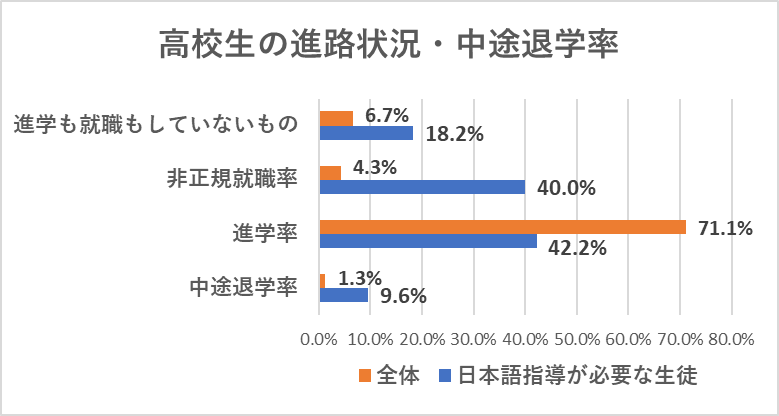 高校生の進路状況・中途退学率
進学も就職もしていないもの
6.7%
18.2%
非正規就職率
4.3%
40.0%
進学率
71.1%
42.2%
中途退学率
1.3%
9.6%
0.0% 10.0% 20.0% 30.0% 40.0% 50.0% 60.0% 70.0% 80.0%
全体 日本語指導が必要な生徒